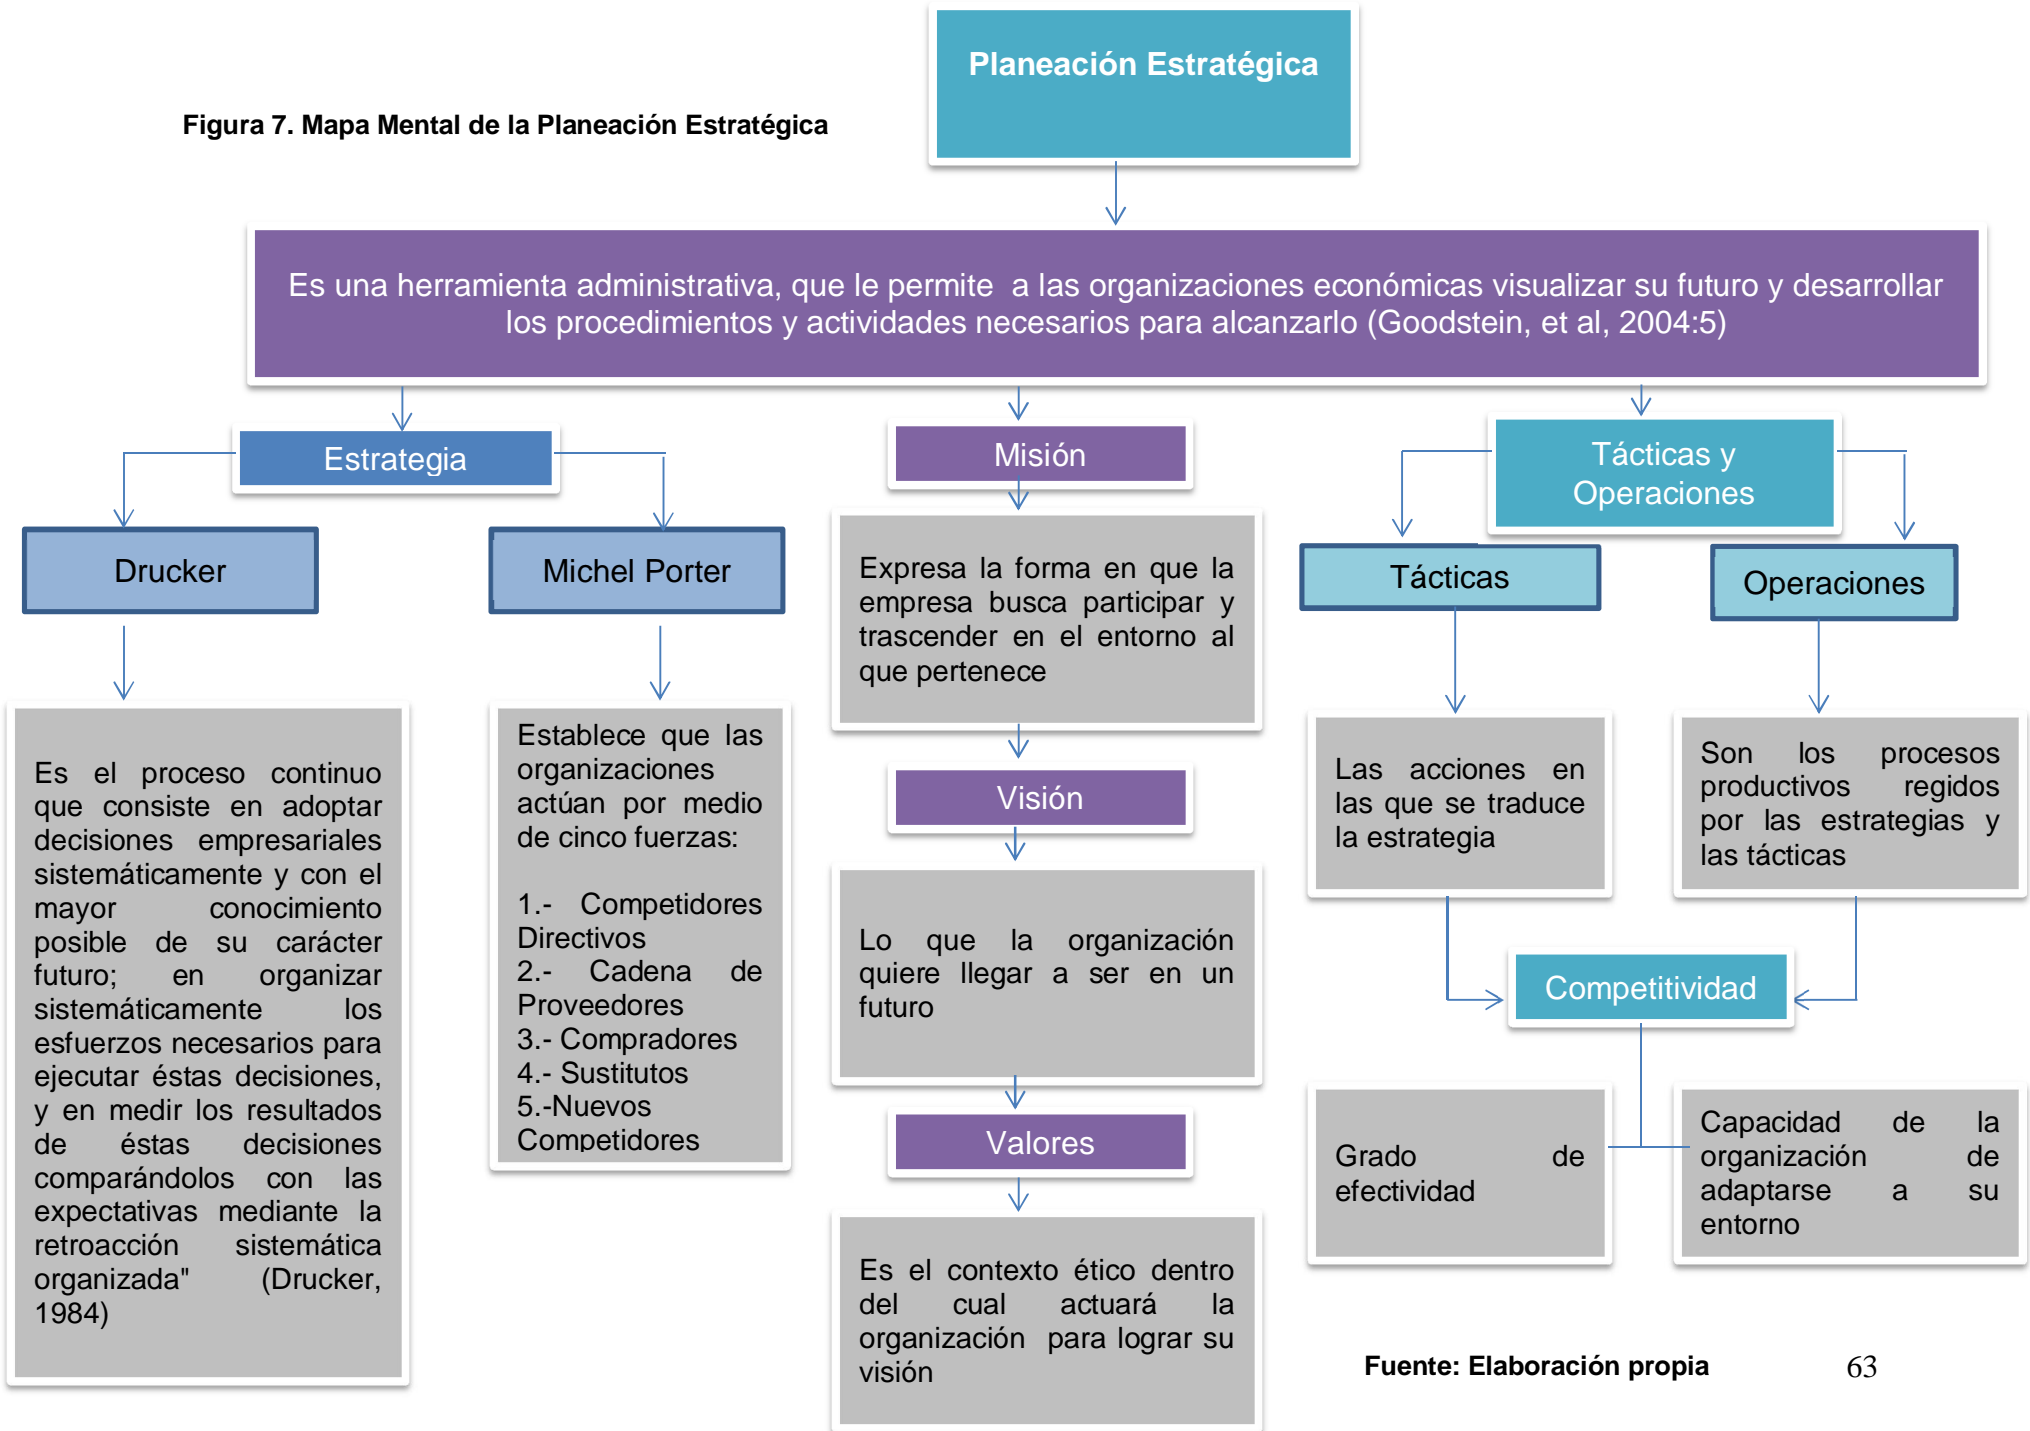 Planeación Estratégica
Figura 7. Mapa Mental de la Planeación Estratégica
Es una herramienta administrativa, que le permite  a las organizaciones económicas visualizar su futuro y desarrollar
los procedimientos y actividades necesarios para alcanzarlo (Goodstein, et al, 2004:5)
Estrategia
Drucker
Es el proceso continuo
que consiste en adoptar
decisiones empresariales
sistemáticamente y con el
mayor conocimiento
posible de su carácter
futuro; en organizar
sistemáticamente los
esfuerzos necesarios para
ejecutar éstas decisiones,
y en medir los resultados
de éstas decisiones
comparándolos con las
expectativas mediante la
retroacción sistemática
organizada" (Drucker,
1984)
Michel Porter
Establece que las
organizaciones
actúan por medio
de cinco fuerzas:
1.- Competidores
Directivos
2.- Cadena de
Proveedores
3.- Compradores
4.- Sustitutos
5.-Nuevos
Competidores
Misión
Expresa la forma en que la
empresa busca participar y
trascender en el entorno al
que pertenece
Visión
Lo que la organización
quiere llegar a ser en un
futuro
Valores
Es el contexto ético dentro
del cual actuará la
organización  para lograr su
visión
Tácticas y
Operaciones
Tácticas
Las acciones en
las que se traduce
la estrategia
Operaciones
Son los procesos
productivos regidos
por las estrategias y
las tácticas
Competitividad
Grado de
efectividad
Capacidad de la
organización de
adaptarse a su
entorno
Fuente: Elaboración propia
63